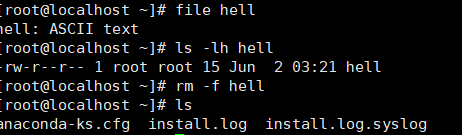 [root@localhost ~]# file hell
hell: ASCII text
[root@localhost ~]# ls -lh hell
-rw-r--r-- 1 root root 15 Jun  2 03:21 hell
[root@localhost ~]# rm -f hell
[root@localhost ~]# ls
anaconda-ks.cfg  install.log  install.log.syslog